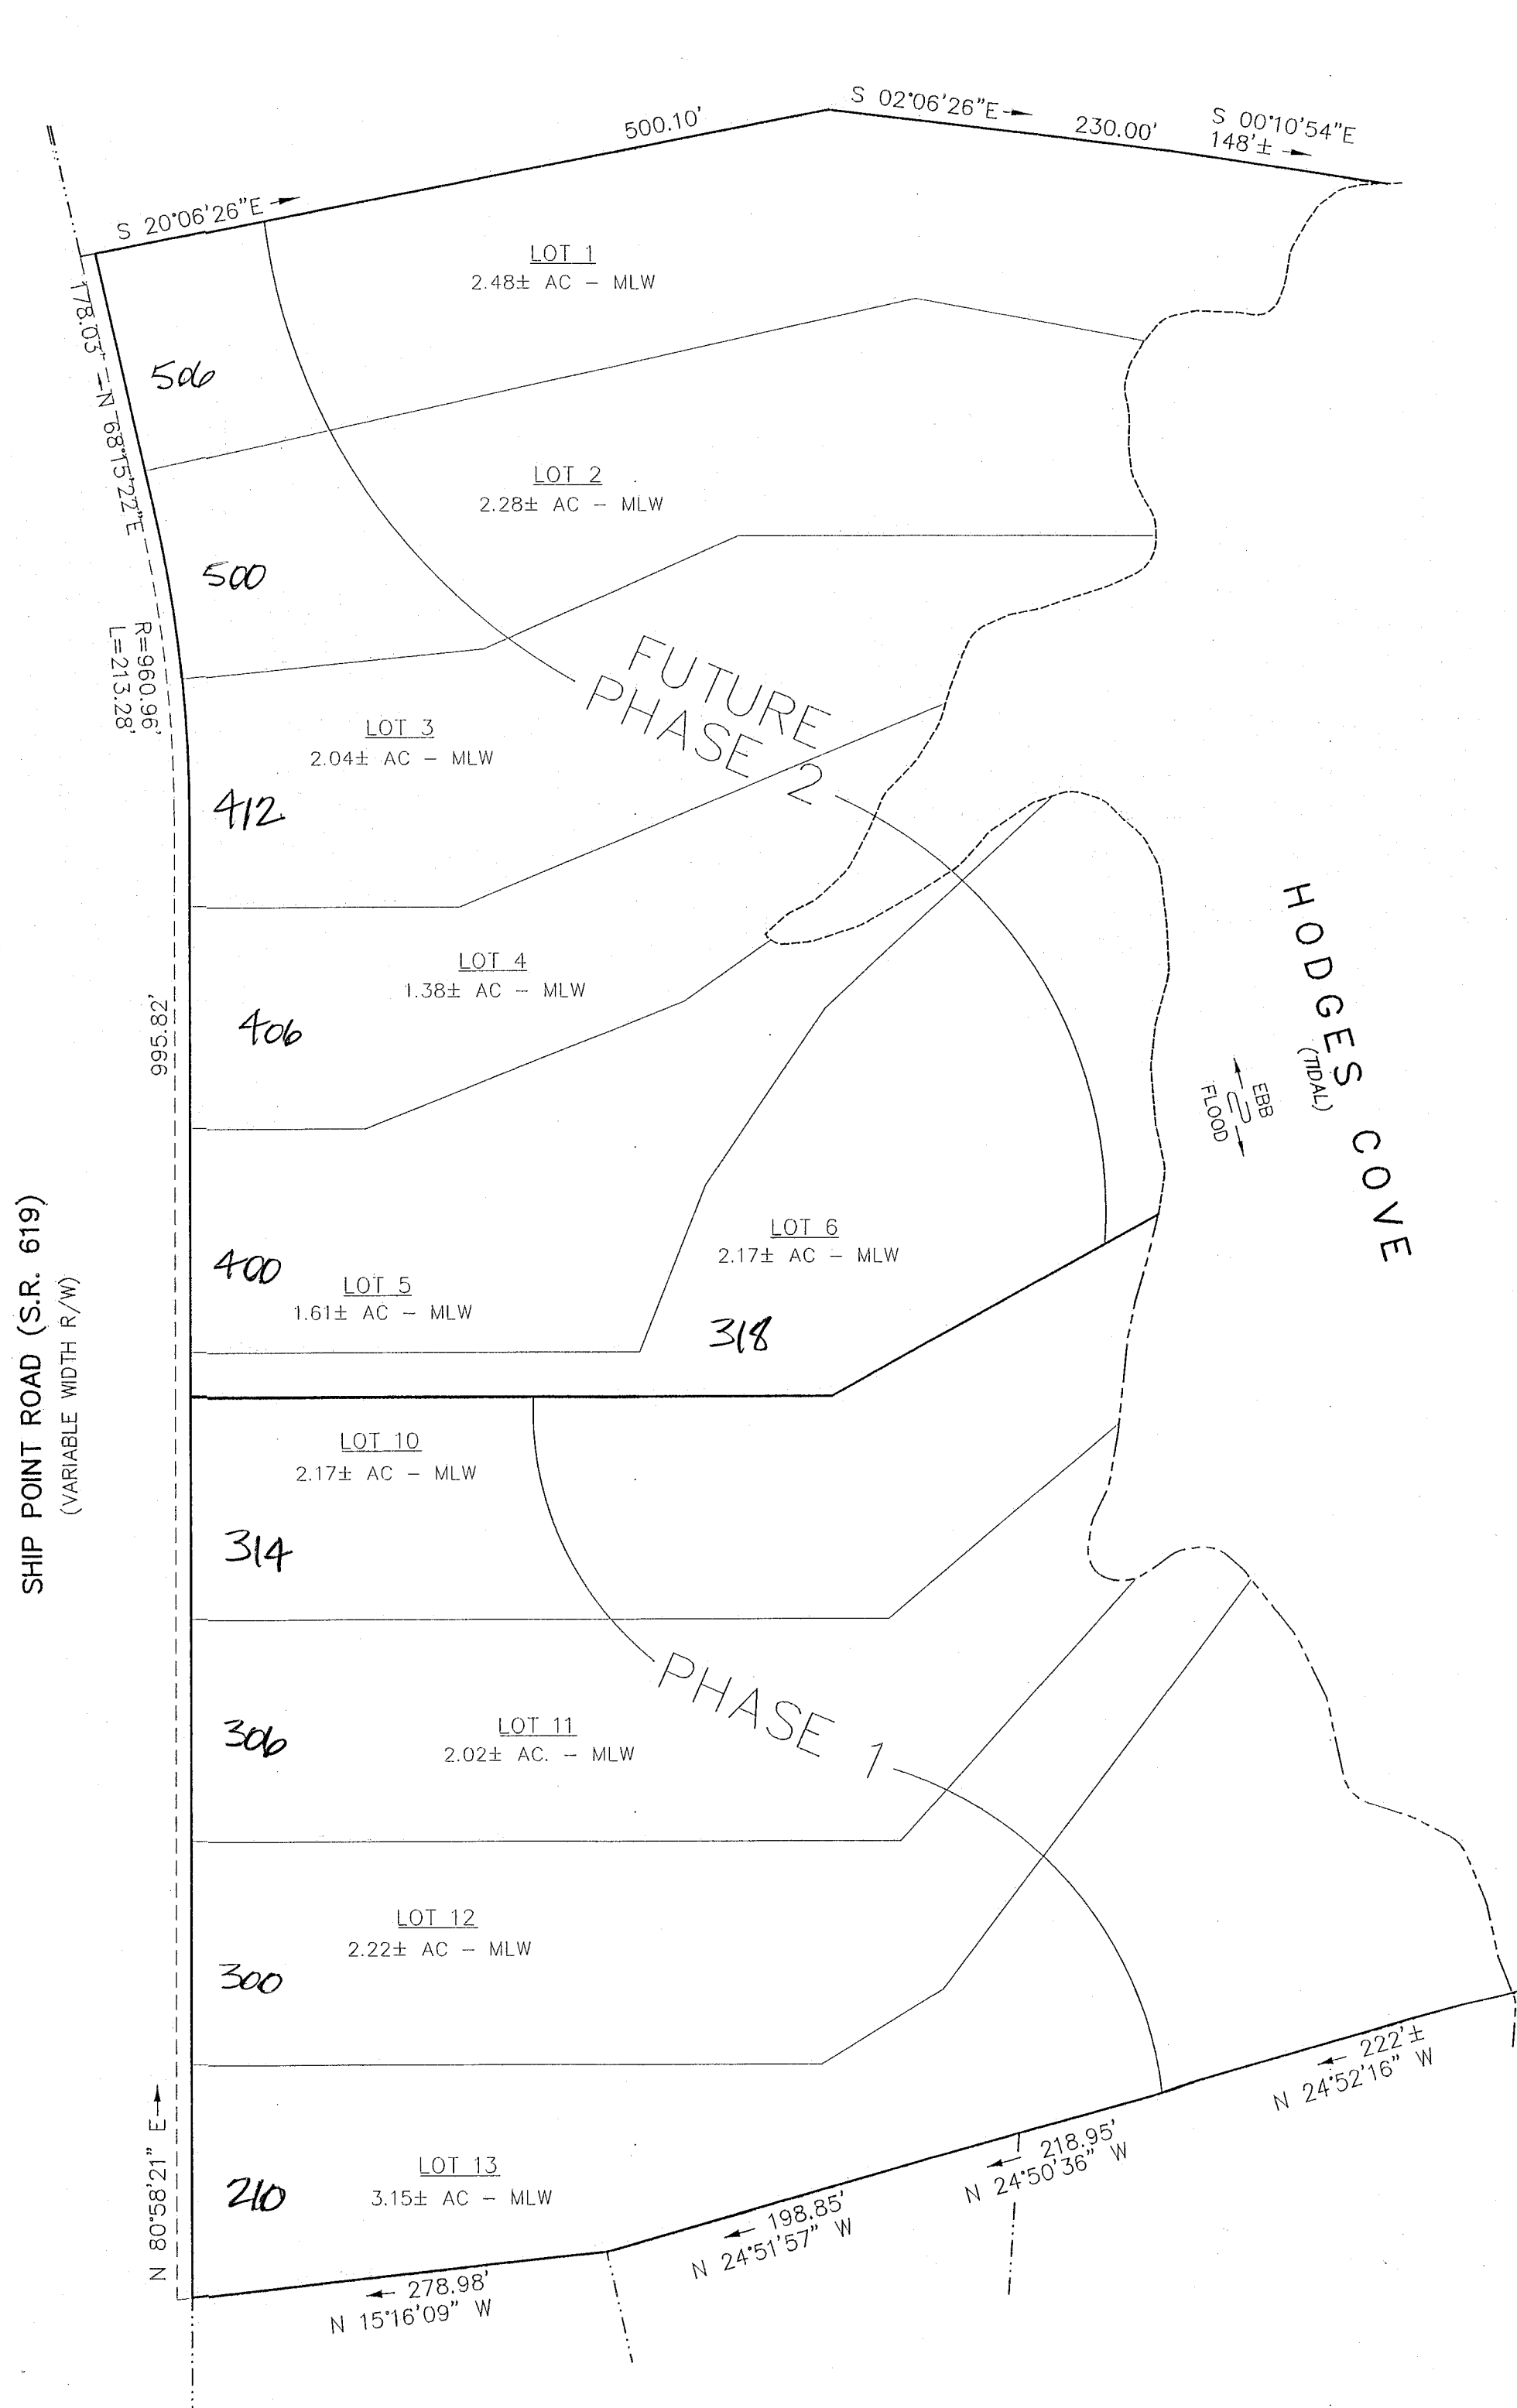 S 02°06'26"E
500.10'
230.00'
S 00°10'54"E
148'±
S 20°06'26"E
LOT 1
2.48± AC – MLW
178.03' – N 68°15'22"E
506
LOT 2
2.28± AC – MLW
500
R=960.96'
L=213.28'
FUTURE
PHASE 2
LOT 3
2.04± AC – MLW
412
HODGES COVE
(TIDAL)
LOT 4
1.38± AC – MLW
406
995.82'
EBB
FLOOD
SHIP POINT ROAD (S.R. 619)
(VARIABLE WIDTH R/W)
LOT 6
2.17± AC – MLW
400
LOT 5
1.61± AC – MLW
318
LOT 10
2.17± AC – MLW
314
PHASE 1
306
LOT 11
2.02± AC. – MLW
LOT 12
2.22± AC – MLW
300
222'±
N 24°52'16" W
N 80°58'21" E
218.95'
N 24°50'36" W
LOT 13
3.15± AC – MLW
210
198.85'
N 24°51'57" W
278.98'
N 15°16'09" W